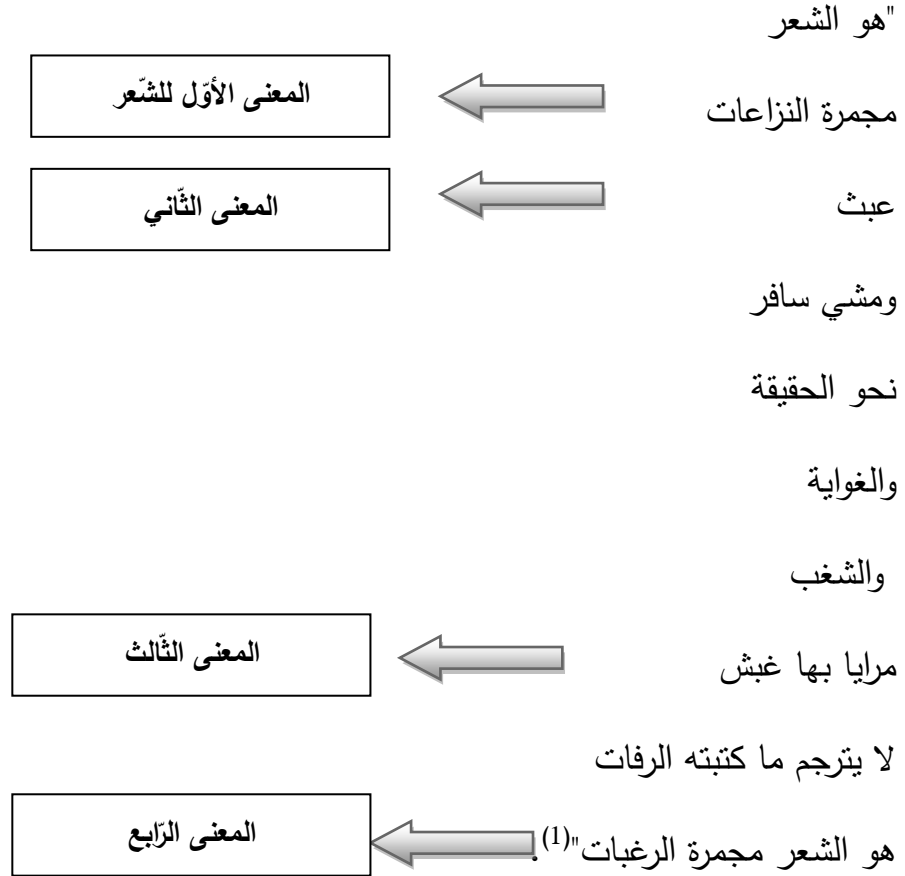 "هو الشعر
مجمرة النزاعات
المعنى الأوّل للشّعر
عبث
المعنى الثّاني
ومشي سافر
نحو الحقيقة
والغواية
والشغب
مرايا بها غبش
المعنى الثّالث
لا يترجم ما كتبته الرفات
هو الشعر مجمرة الرغبات"(1).
المعنى الرّابع